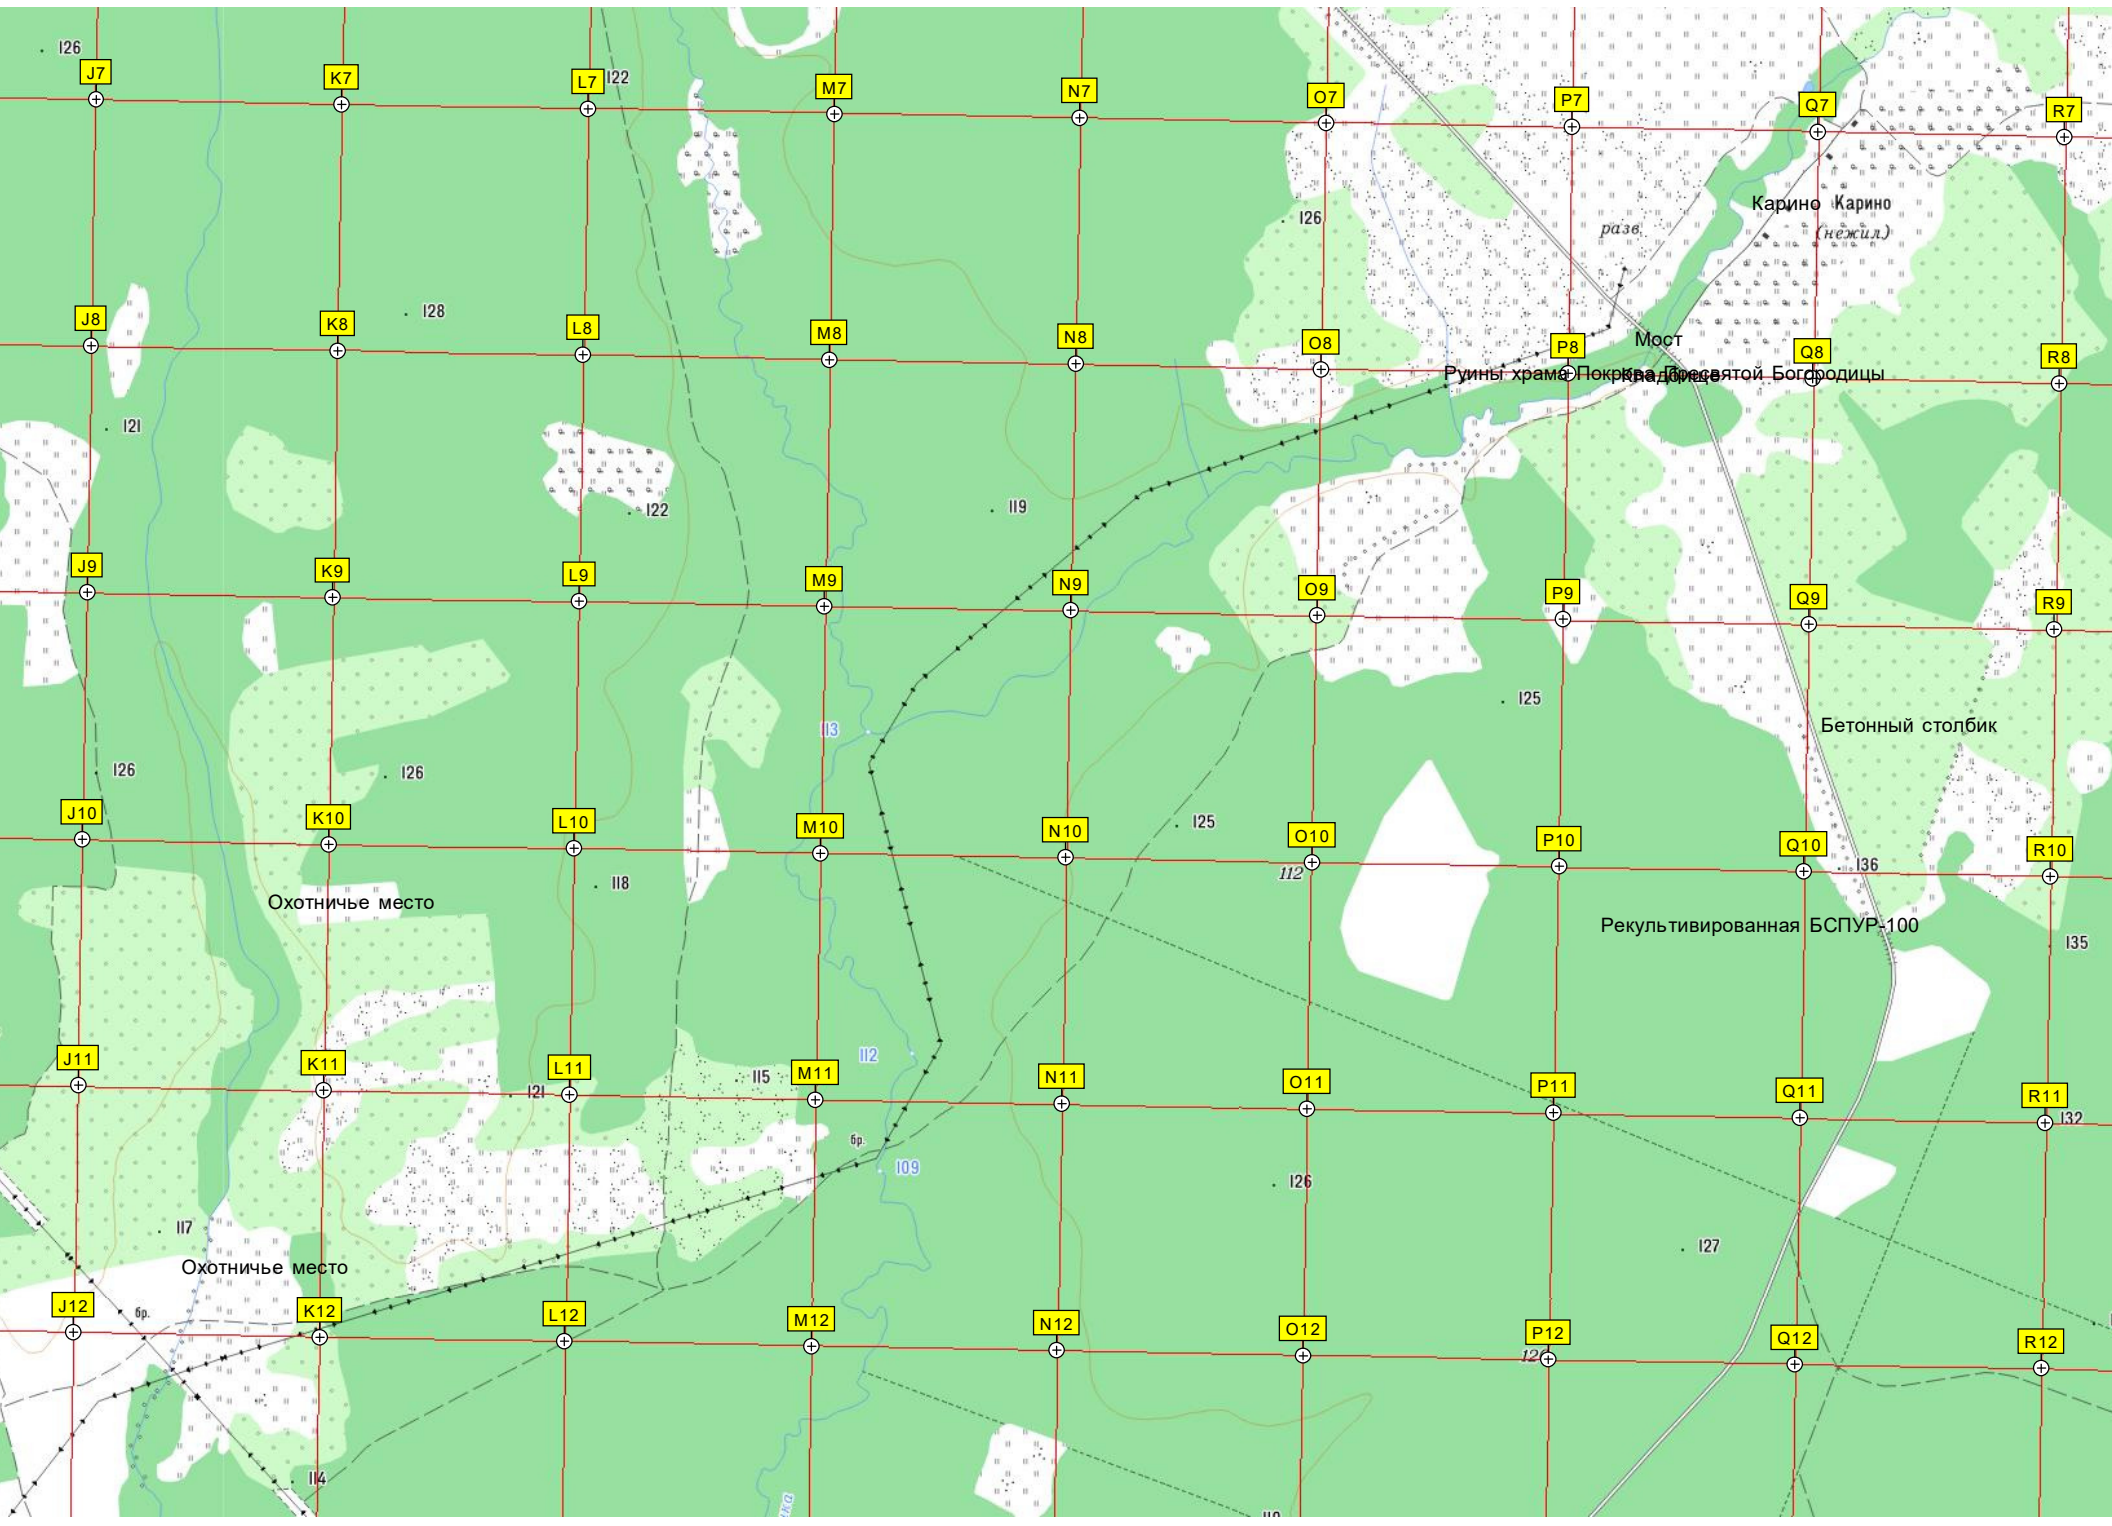 126
J7
K7
L7
122
M7
N7
O7
P7
Q7
R7
Карино Карино
(нежил)
разв.
126
128
J8
K8
L8
M8
N8
O8
P8
Мост
Q8
R8
Руины храма Покрова Пресвятой Богородицы
Кладбище
121
122
119
J9
K9
L9
M9
N9
O9
P9
Q9
R9
125
Бетонный столбик
113
126
126
J10
K10
L10
M10
N10
125
O10
P10
Q10
136
R10
112
118
Охотничье место
Рекультивированная БСПУР-100
135
J11
K11
L11
121
115
M11
112
N11
O11
P11
Q11
R11
132
бр.
109
126
117
127
Охотничье место
J12
бр.
K12
L12
M12
N12
O12
P12
Q12
R12
114